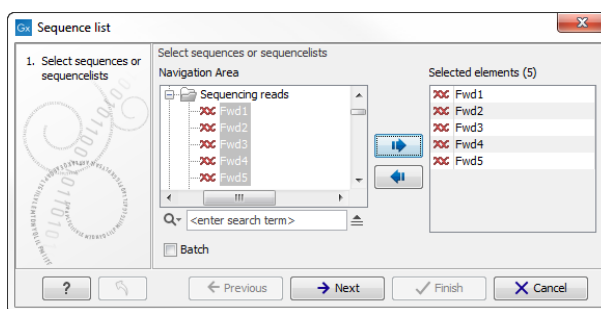 Gx Sequence list
1. Select sequences or sequencelists
Select sequences or sequencelists
Navigation Area
Sequencing reads
Fwd1
Fwd2
Fwd3
Fwd4
Fwd5
<enter search term>
Batch
Selected elements (5)
Fwd1
Fwd2
Fwd3
Fwd4
Fwd5
?
Previous
Next
Finish
Cancel